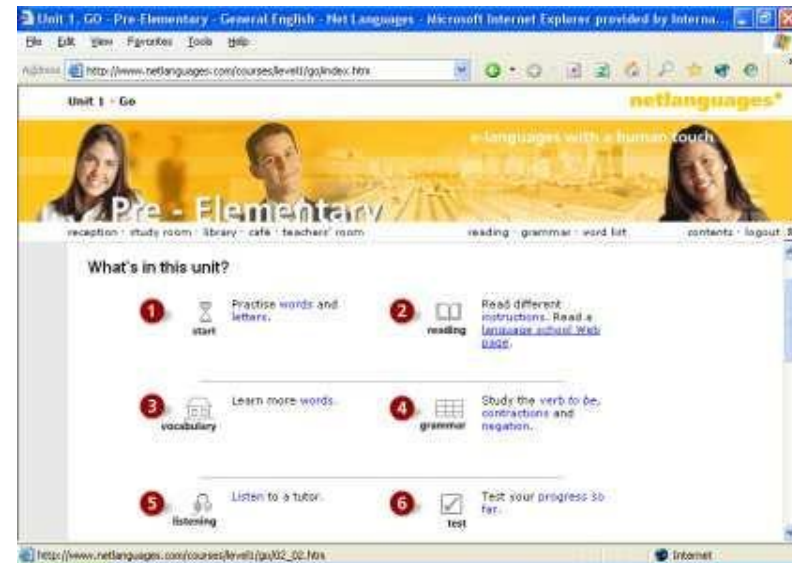 Unit 1, GO - Pre-Elementary - General English - Net Languages - Microsoft Internet Explorer provided by Interna...
File Edit View Favorites Tools Help
Address http://www.netlanguages.com/courses/level1/go/index.htm
Unit 1 - Go
netlanguages*
e-languages with a human touch
Pre - Elementary
reception · study room · library · café · teachers' room reading · grammar · word list contents · logout
What's in this unit?
1 start Practise words and
letters.
2 reading Read different
instructions. Read a
language school Web
page.
3 vocabulary Learn more words.
4 grammar Study the verb to be,
contractions and
negation.
5 listening Listen to a tutor.
6 test Test your progress so
far.
http://www.netlanguages.com/courses/level1/go/02_02.htm
Internet